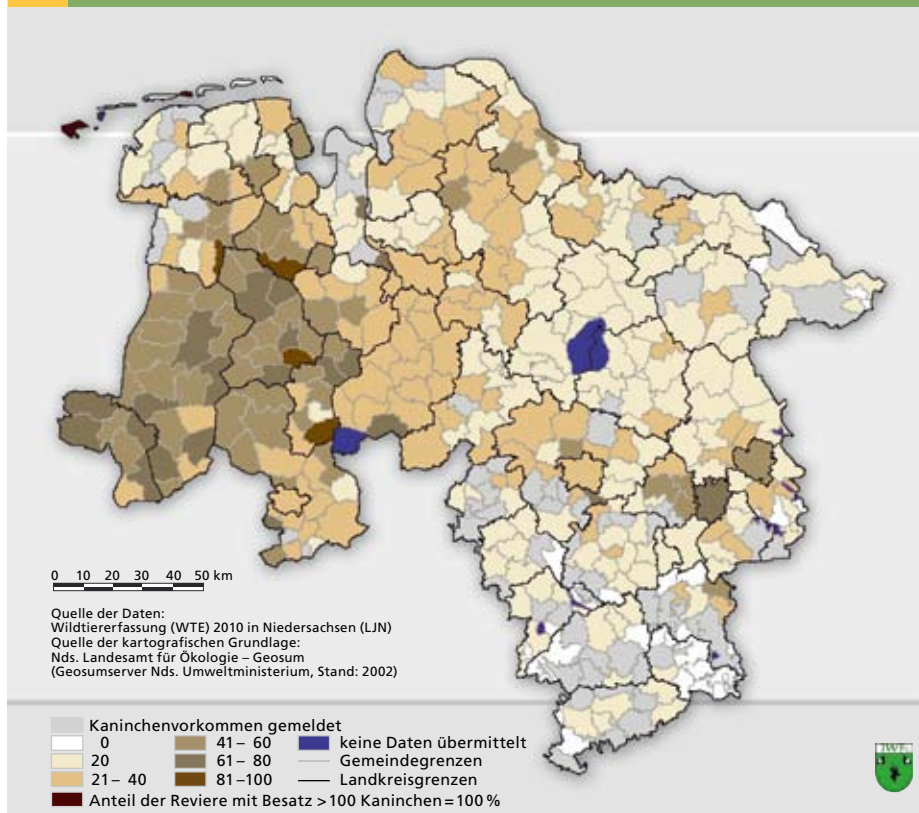 0 10 20 30 40 50 km
Quelle der Daten:
Wildtiererfassung (WTE) 2010 in Niedersachsen (LJN)
Quelle der kartografischen Grundlage:
Nds. Landesamt für Ökologie – Geosum
(Geosumserver Nds. Umweltministerium, Stand: 2002)
Kaninchenvorkommen gemeldet
0 41 – 60 keine Daten übermittelt
20 61 – 80 Gemeindegrenzen
21 – 40 81 –100 Landkreisgrenzen
Anteil der Reviere mit Besatz >100 Kaninchen=100 %